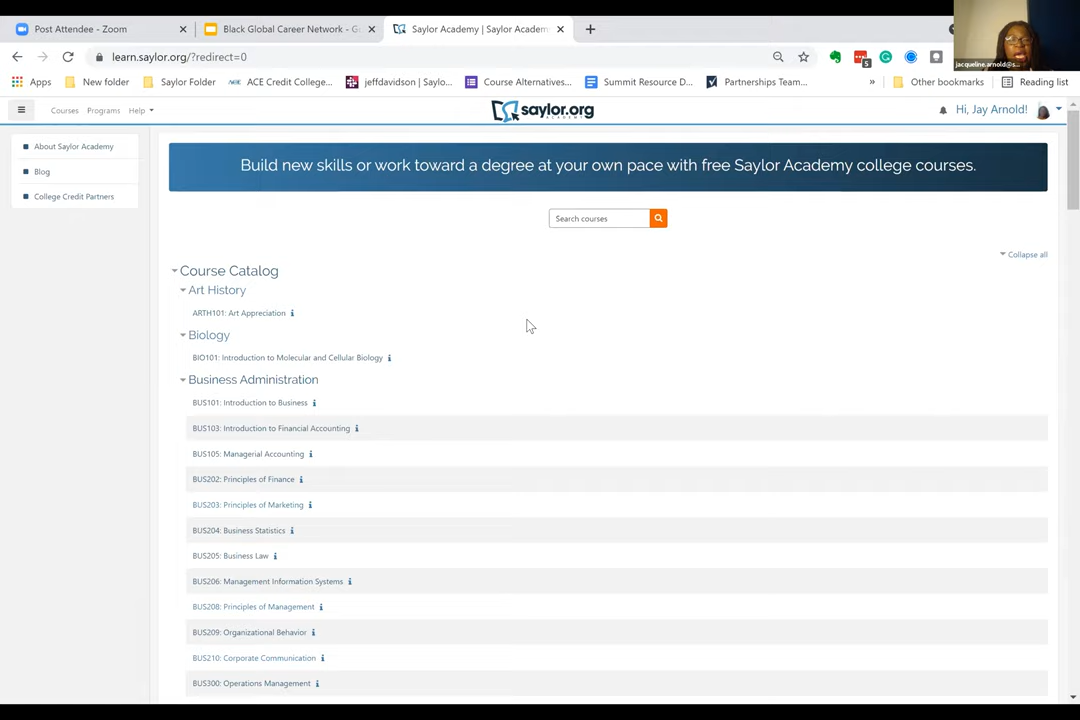 Post Attendee - Zoom
Black Global Career Network - Go
Saylor Academy | Saylor Academy
learn.saylor.org/?redirect=0
jacqueline.arnold@s...
Apps
New folder
Saylor Folder
ACE Credit College...
jeffdavidson | Saylo...
Course Alternatives...
Summit Resource D...
Partnerships Team...
»
Other bookmarks
Reading list
Courses
Programs
Help
saylor.org
ACADEMY
Hi, Jay Arnold!
About Saylor Academy
Blog
College Credit Partners
Build new skills or work toward a degree at your own pace with free Saylor Academy college courses.
Search courses
Collapse all
Course Catalog
Art History
ARTH101: Art Appreciation
Biology
BIO101: Introduction to Molecular and Cellular Biology
Business Administration
BUS101: Introduction to Business
BUS103: Introduction to Financial Accounting
BUS105: Managerial Accounting
BUS202: Principles of Finance
BUS203: Principles of Marketing
BUS204: Business Statistics
BUS205: Business Law
BUS206: Management Information Systems
BUS208: Principles of Management
BUS209: Organizational Behavior
BUS210: Corporate Communication
BUS300: Operations Management